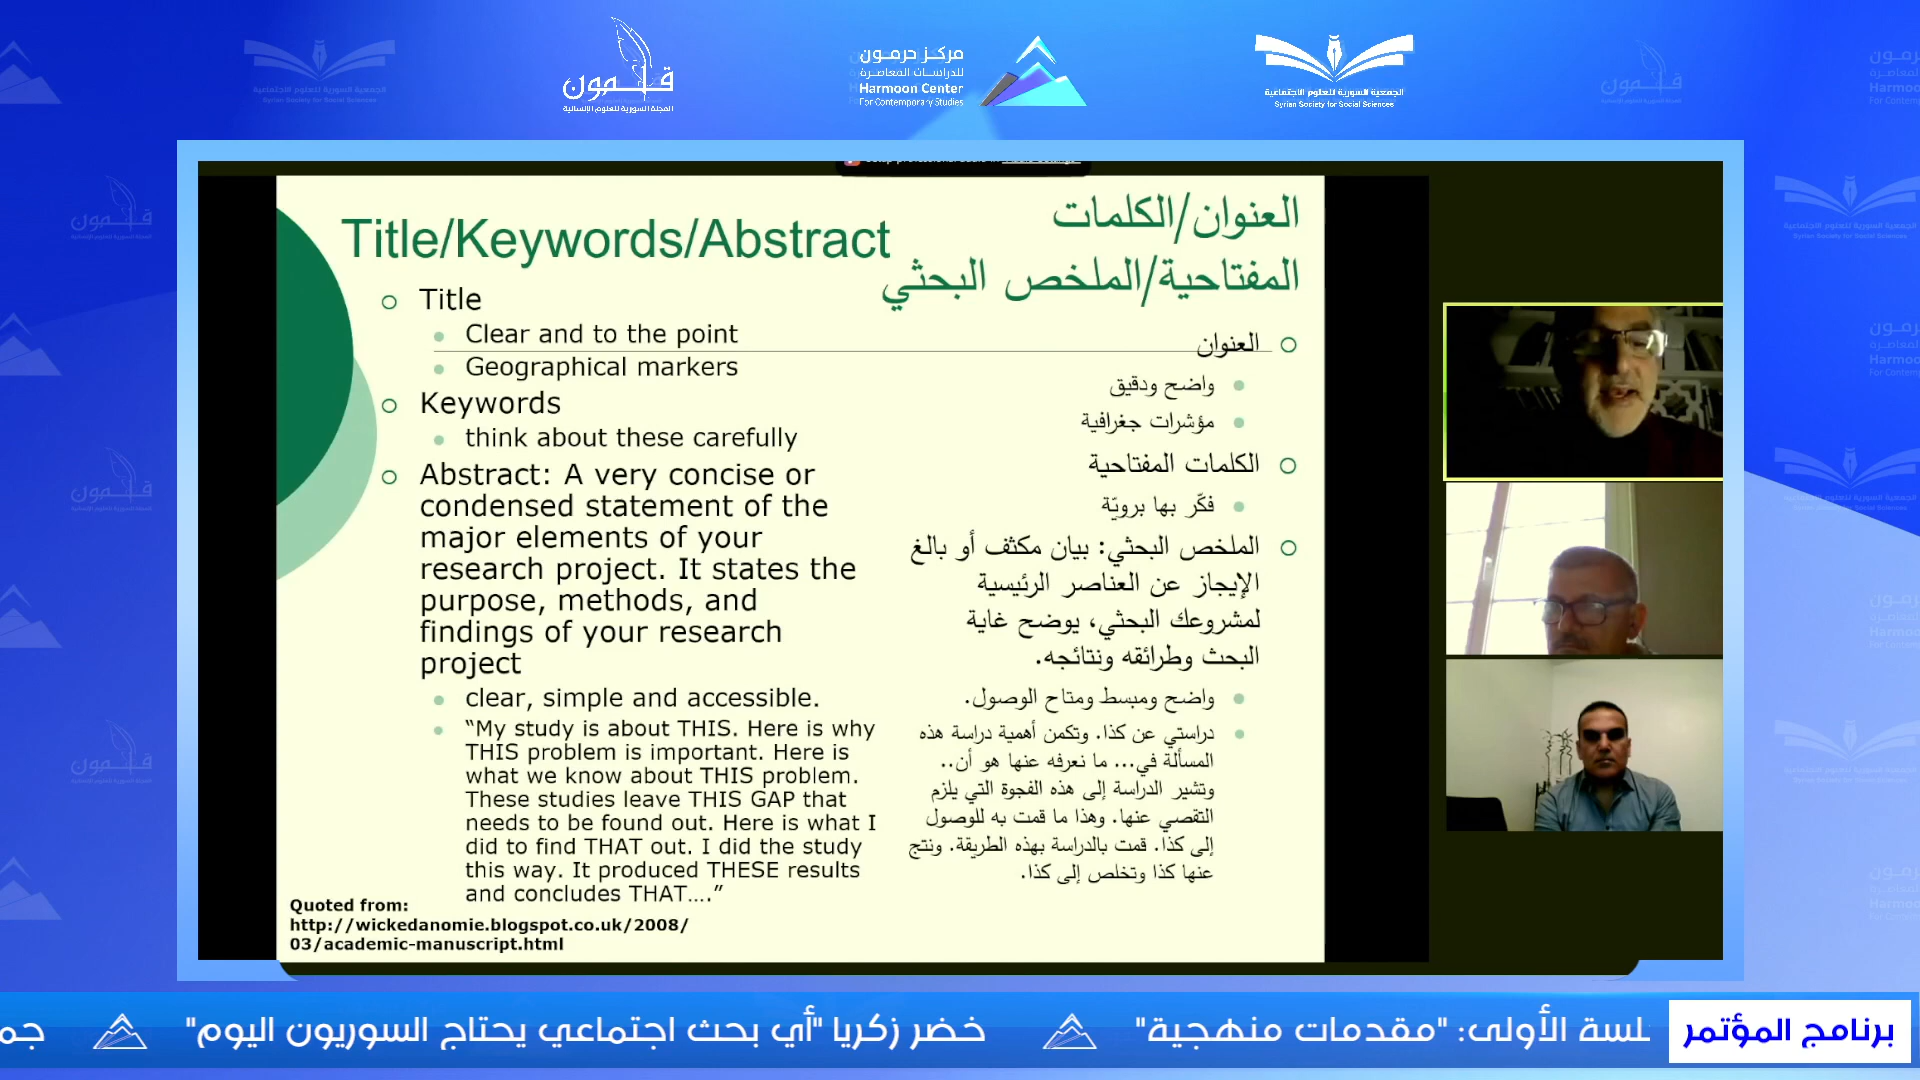 قلمون
المجلة السورية للعلوم الإنسانية
مركز حرمون
للدراسات المعاصرة
Harmoon Center
For Contemporary Studies
الجمعية السورية للعلوم الاجتماعية
Syrian Society for Social Sciences
Title/Keywords/Abstract
Title
Clear and to the point
Geographical markers
Keywords
think about these carefully
Abstract: A very concise or
condensed statement of the
major elements of your
research project. It states the
purpose, methods, and
findings of your research
project
clear, simple and accessible.
“My study is about THIS. Here is why
THIS problem is important. Here is
what we know about THIS problem.
These studies leave THIS GAP that
needs to be found out. Here is what I
did to find THAT out. I did the study
this way. It produced THESE results
and concludes THAT....”
Quoted from:
http://wickedanomie.blogspot.co.uk/2008/
03/academic-manuscript.html
العنوان/الكلمات
المفتاحية/الملخص البحثي
العنوان
واضح ودقيق
مؤشرات جغرافية
الكلمات المفتاحية
فكّر بها برويّة
الملخص البحثي: بيان مكثف أو بالغ
الإيجاز عن العناصر الرئيسية
لمشروعك البحثي، يوضح غاية
البحث وطرائقه ونتائجه.
واضح ومبسط ومتاح الوصول.
دراستي عن كذا. وتكمن أهمية دراسة هذه
المسألة في... ما نعرفه عنها هو أن..
وتشير الدراسة إلى هذه الفجوة التي يلزم
التقصي عنها. وهذا ما قمت به للوصول
إلى كذا. قمت بالدراسة بهذه الطريقة. ونتج
عنها كذا وتخلص إلى كذا.
برنامج المؤتمر
لسة الأولى: "مقدمات منهجية" خضر زكريا "أي بحث اجتماعي يحتاج السوريون اليوم" جم